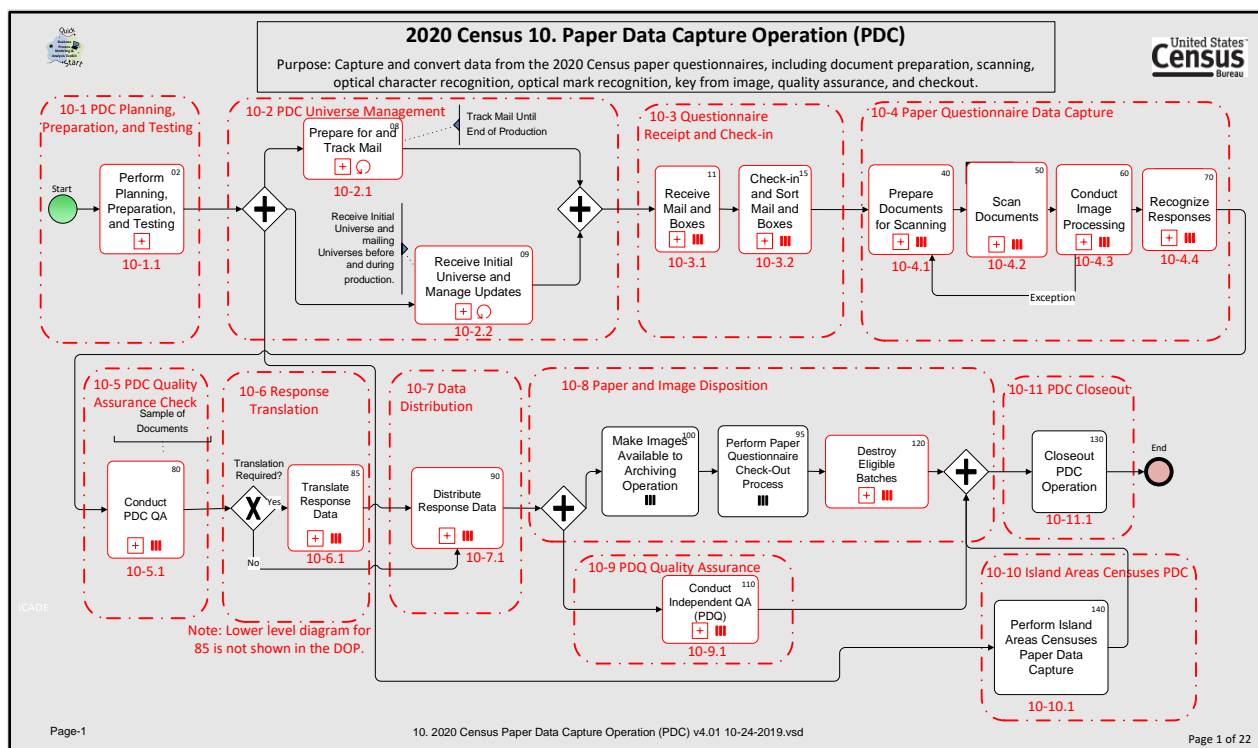 Quick
Business
Process
Modeling &
Analysis Toolkit
Start
2020 Census 10. Paper Data Capture Operation (PDC)
Purpose: Capture and convert data from the 2020 Census paper questionnaires, including document preparation, scanning,
optical character recognition, optical mark recognition, key from image, quality assurance, and checkout.
United States
Census
Bureau
10-1 PDC Planning,
Preparation, and Testing
Start
02
Perform
Planning,
Preparation,
and Testing
10-1.1
10-2 PDC Universe Management
08
Prepare for and
Track Mail
10-2.1
Track Mail Until
End of Production
Receive Initial
Universe and
mailing
Universes before
and during
production.
09
Receive Initial
Universe and
Manage Updates
10-2.2
10-3 Questionnaire
Receipt and Check-in
11
Receive
Mail and
Boxes
10-3.1
15
Check-in
and Sort
Mail and
Boxes
10-3.2
10-4 Paper Questionnaire Data Capture
40
Prepare
Documents
for Scanning
10-4.1
50
Scan
Documents
10-4.2
60
Conduct
Image
Processing
10-4.3
70
Recognize
Responses
10-4.4
Exception
10-5 PDC Quality
Assurance Check
Sample of
Documents
80
Conduct
PDC QA
10-5.1
10-6 Response
Translation
Translation
Required?
Yes
No
85
Translate
Response
Data
10-6.1
Note: Lower level diagram for
85 is not shown in the DOP.
10-7 Data
Distribution
90
Distribute
Response Data
10-7.1
10-8 Paper and Image Disposition
100
Make Images
Available to
Archiving
Operation
95
Perform Paper
Questionnaire
Check-Out
Process
120
Destroy
Eligible
Batches
10-9 PDQ Quality Assurance
110
Conduct
Independent QA
(PDQ)
10-9.1
10-11 PDC Closeout
130
Closeout
PDC
Operation
10-11.1
End
10-10 Island Areas Censuses PDC
140
Perform Island
Areas Censuses
Paper Data
Capture
10-10.1
iCADE
Page-1
10. 2020 Census Paper Data Capture Operation (PDC) v4.01 10-24-2019.vsd
Page 1 of 22